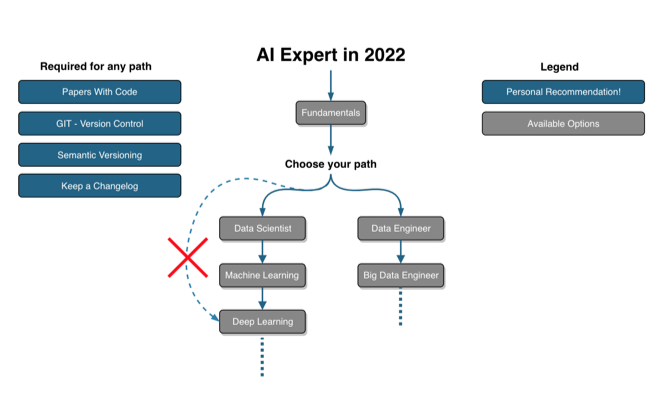 AI Expert in 2022
Required for any path
Papers With Code
GIT - Version Control
Semantic Versioning
Keep a Changelog
Legend
Personal Recommendation!
Available Options
Fundamentals
Choose your path
Data Scientist
Data Engineer
Machine Learning
Big Data Engineer
Deep Learning